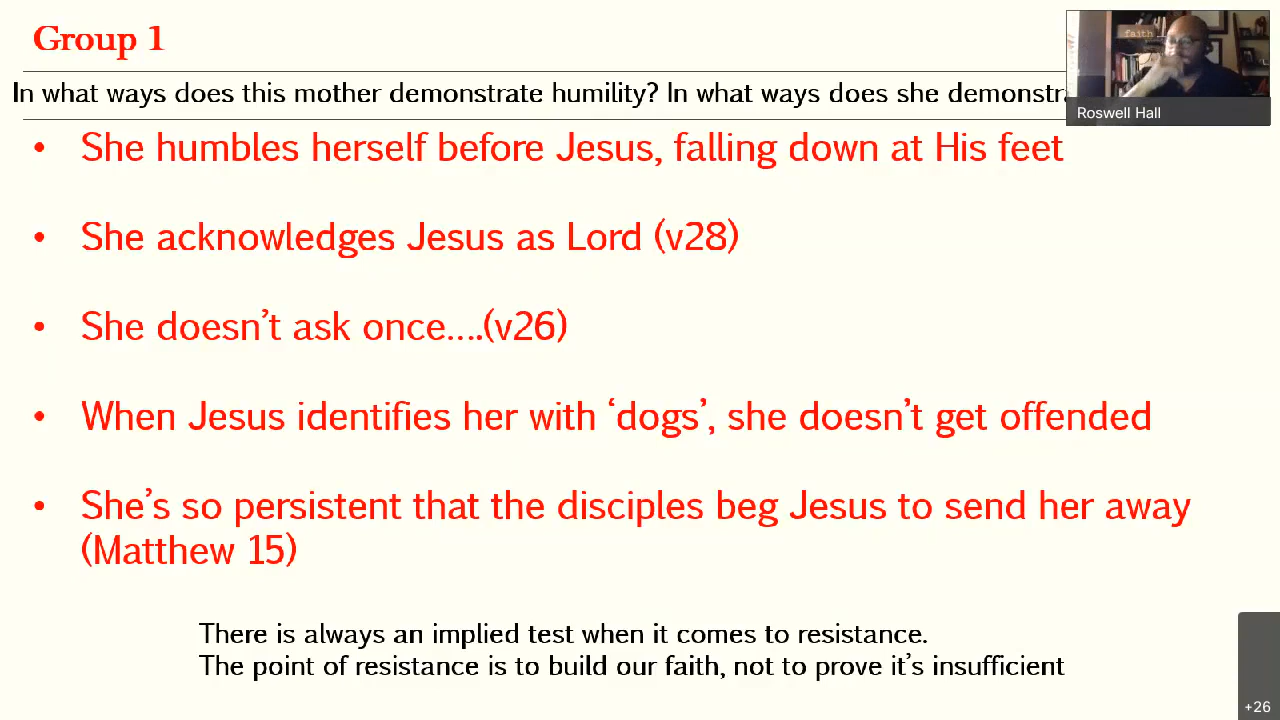 Group 1
faith
In what ways does this mother demonstrate humility? In what ways does she demonstra
Roswell Hall
• She humbles herself before Jesus, falling down at His feet
• She acknowledges Jesus as Lord (v28)
• She doesn’t ask once....(v26)
• When Jesus identifies her with ‘dogs’, she doesn’t get offended
• She’s so persistent that the disciples beg Jesus to send her away
(Matthew 15)
There is always an implied test when it comes to resistance.
The point of resistance is to build our faith, not to prove it’s insufficient
+26